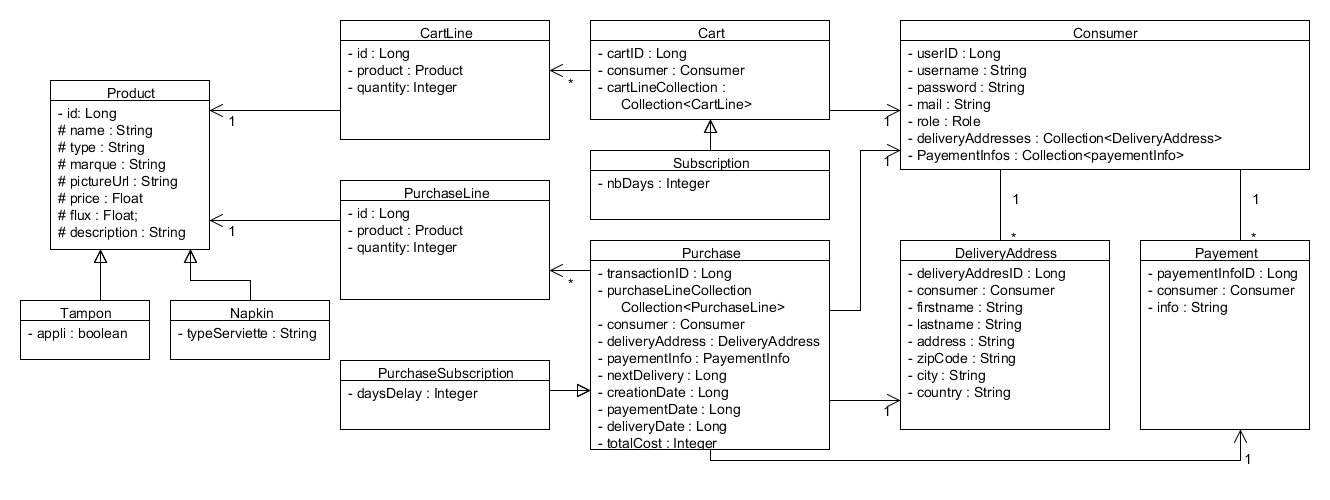 Product
- id: Long
# name : String
# type : String
# marque : String
# pictureUrl : String
# price : Float
# flux : Float;
# description : String
Tampon
- appli : boolean
Napkin
- typeServiette : String
CartLine
- id : Long
- product : Product
- quantity: Integer
1
PurchaseLine
- id : Long
- product : Product
- quantity: Integer
1
PurchaseSubscription
- daysDelay : Integer
Cart
- cartID : Long
- consumer : Consumer
- cartLineCollection :
Collection<CartLine>
*
Subscription
- nbDays : Integer
Purchase
- transactionID : Long
- purchaseLineCollection
Collection<PurchaseLine>
- consumer : Consumer
- deliveryAddress : DeliveryAddress
- payementInfo : PayementInfo
- nextDelivery : Long
- creationDate : Long
- payementDate : Long
- deliveryDate : Long
- totalCost : Integer
*
Consumer
- userID : Long
- username : String
- password : String
- mail : String
- role : Role
- deliveryAddresses : Collection<DeliveryAddress>
- PayementInfos : Collection<payementInfo>
1
1
1
*
1
*
DeliveryAddress
- deliveryAddresID : Long
- consumer : Consumer
- firstname : String
- lastname : String
- address : String
- zipCode : String
- city : String
- country : String
1
Payement
- payementInfoID : Long
- consumer : Consumer
- info : String
1